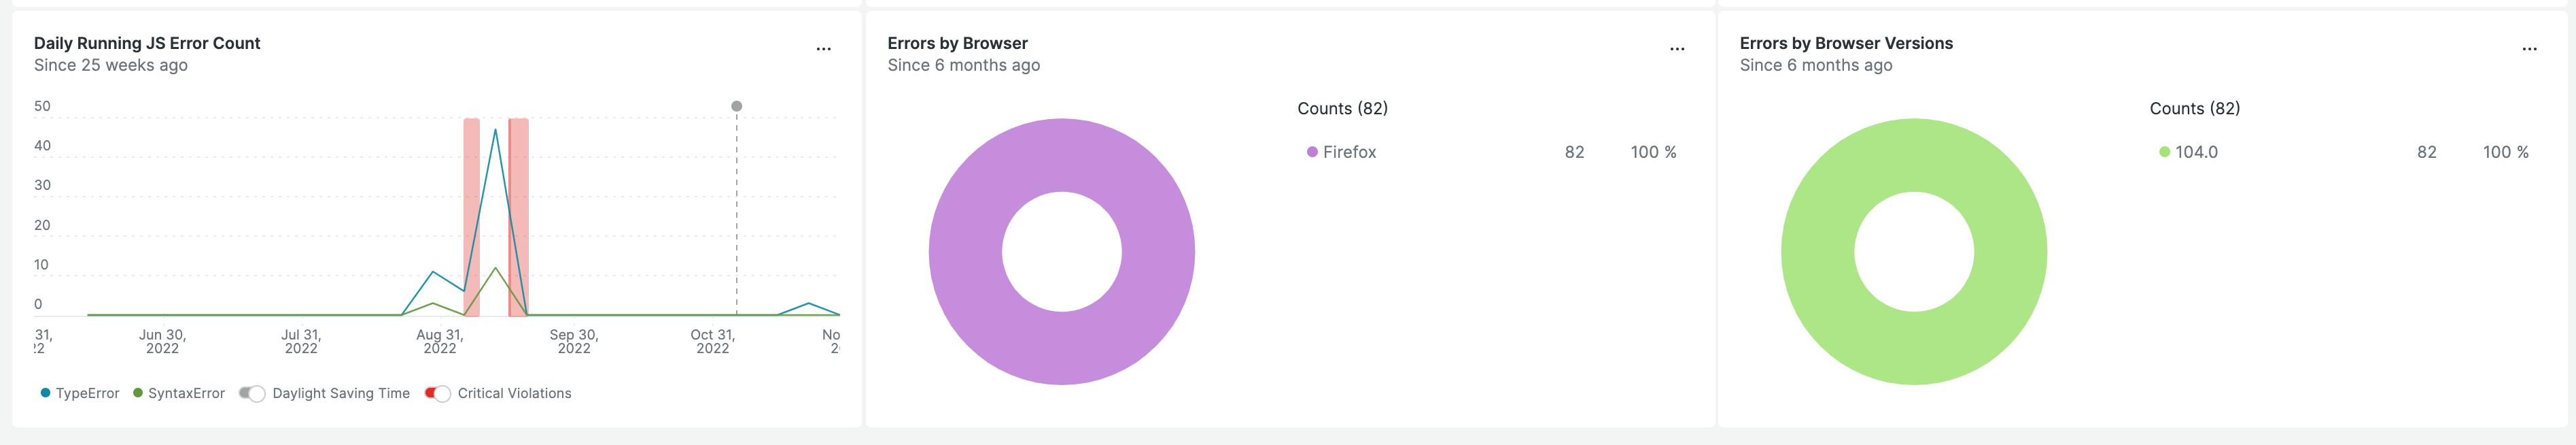 Daily Running JS Error Count
...
Since 25 weeks ago
50
40
30
20
10
0
31, Jun 30, Jul 31, Aug 31, Sep 30, Oct 31, No
22 2022 2022 2022 2022 2022 2
TypeError SyntaxError Daylight Saving Time Critical Violations
Errors by Browser
...
Since 6 months ago
Counts (82)
Firefox 82 100 %
Errors by Browser Versions
...
Since 6 months ago
Counts (82)
104.0 82 100 %